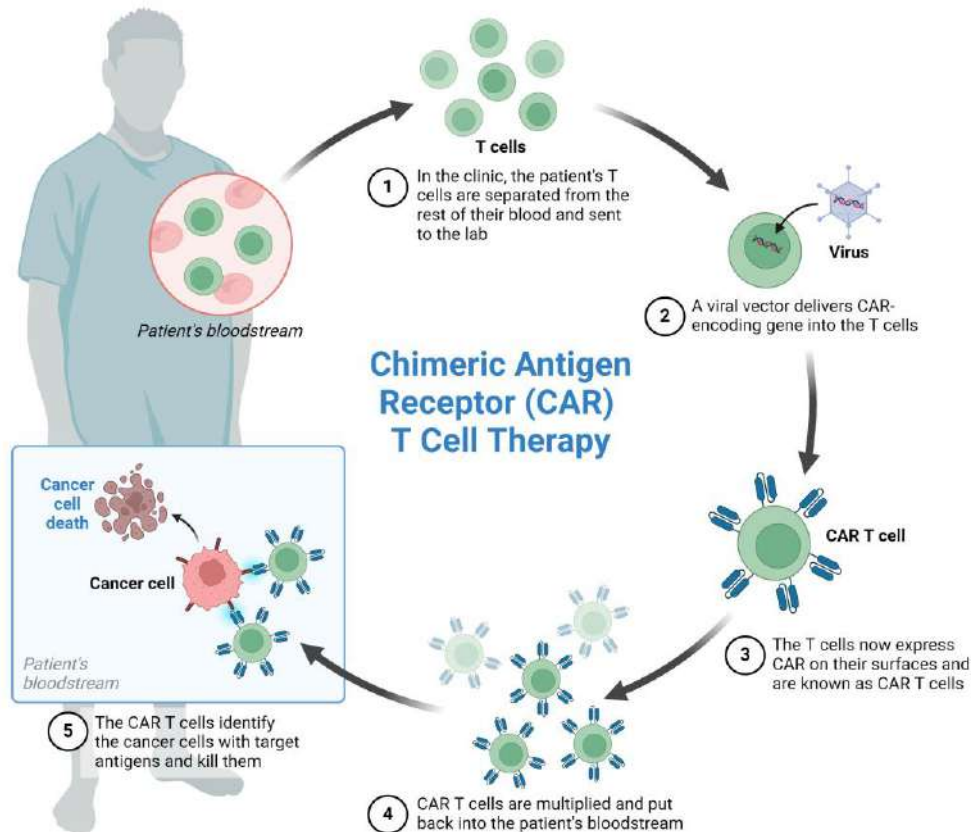 T cells
1
In the clinic, the patient's T
cells are separated from the
rest of their blood and sent
to the lab
Virus
2
A viral vector delivers CAR-
encoding gene into the T cells
Patient's bloodstream
Chimeric Antigen
Receptor (CAR)
T Cell Therapy
CAR T cell
3
The T cells now express
CAR on their surfaces and
are known as CAR T cells
4
CAR T cells are multiplied and put
back into the patient's bloodstream
Cancer
cell
death
Cancer cell
Patient's
bloodstream
5
The CAR T cells identify
the cancer cells with target
antigens and kill them